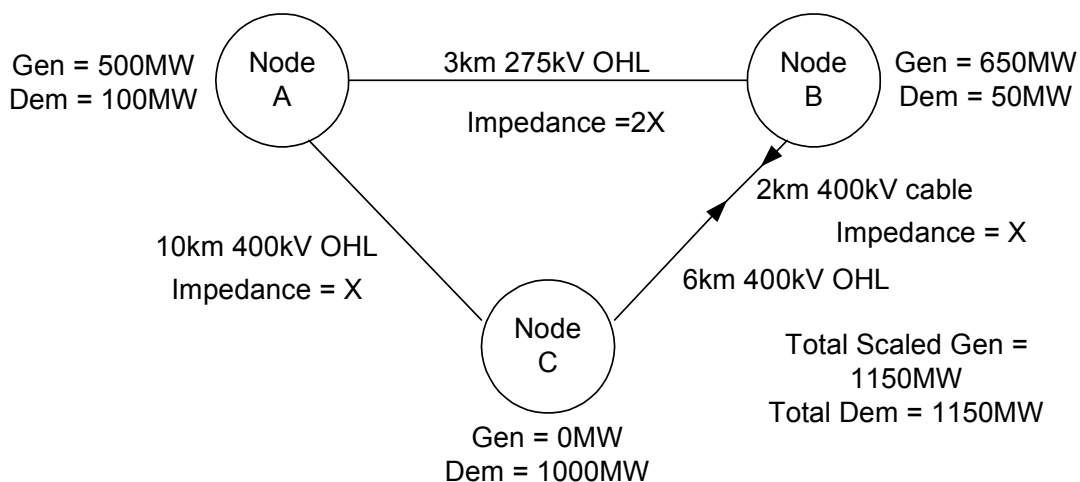 Gen = 500MW
Dem = 100MW
Node
A
3km 275kV OHL
Impedance =2X
Node
B
Gen = 650MW
Dem = 50MW
2km 400kV cable
Impedance = X
10km 400kV OHL
Impedance = X
6km 400kV OHL
Node
C
Total Scaled Gen =
1150MW
Total Dem = 1150MW
Gen = 0MW
Dem = 1000MW